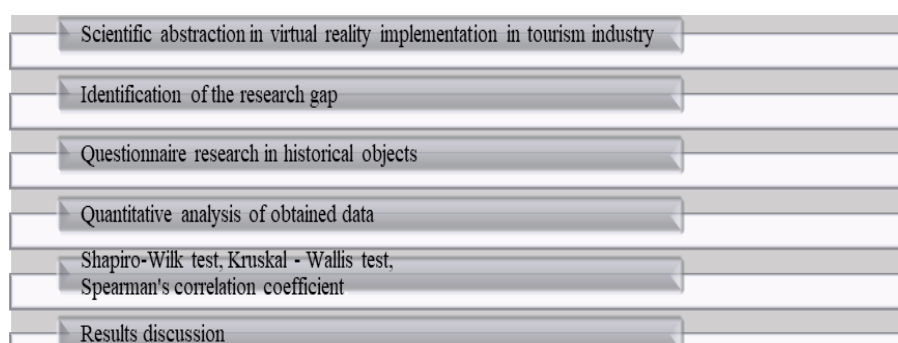 Scientific abstraction in virtual reality implementation in tourism industry
Identification of the research gap
Questionnaire research in historical objects
Quantitative analysis of obtained data
Shapiro-Wilk test, Kruskal - Wallis test,
Spearman's correlation coefficient
Results discussion